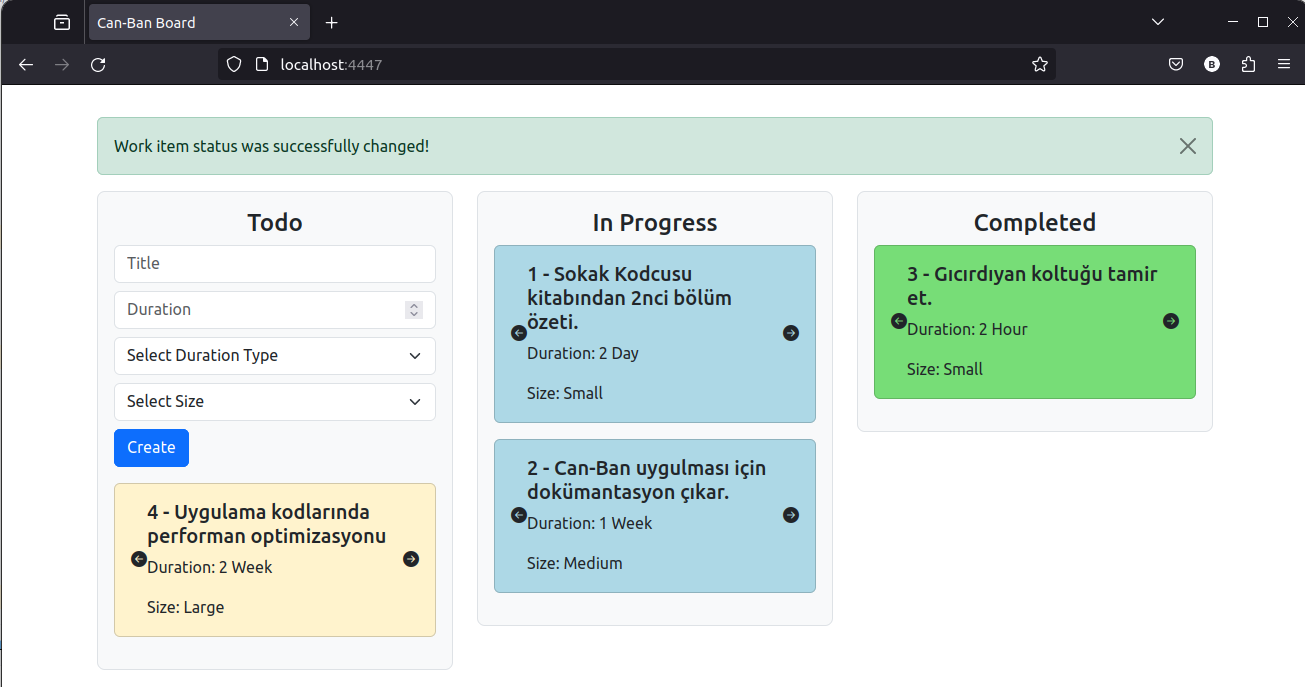 Can-Ban Board
localhost:4447
B
Work item status was successfully changed!
Todo
Title
Duration
Select Duration Type
Select Size
Create
4 - Uygulama kodlarında
performan optimizasyonu
Duration: 2 Week
Size: Large
In Progress
1 - Sokak Kodcusu
kitabından 2nci bölüm
özeti.
Duration: 2 Day
Size: Small
2 - Can-Ban uygulması için
dokümantasyon çıkar.
Duration: 1 Week
Size: Medium
Completed
3 - Gıcırdıyan koltuğu tamir
et.
Duration: 2 Hour
Size: Small